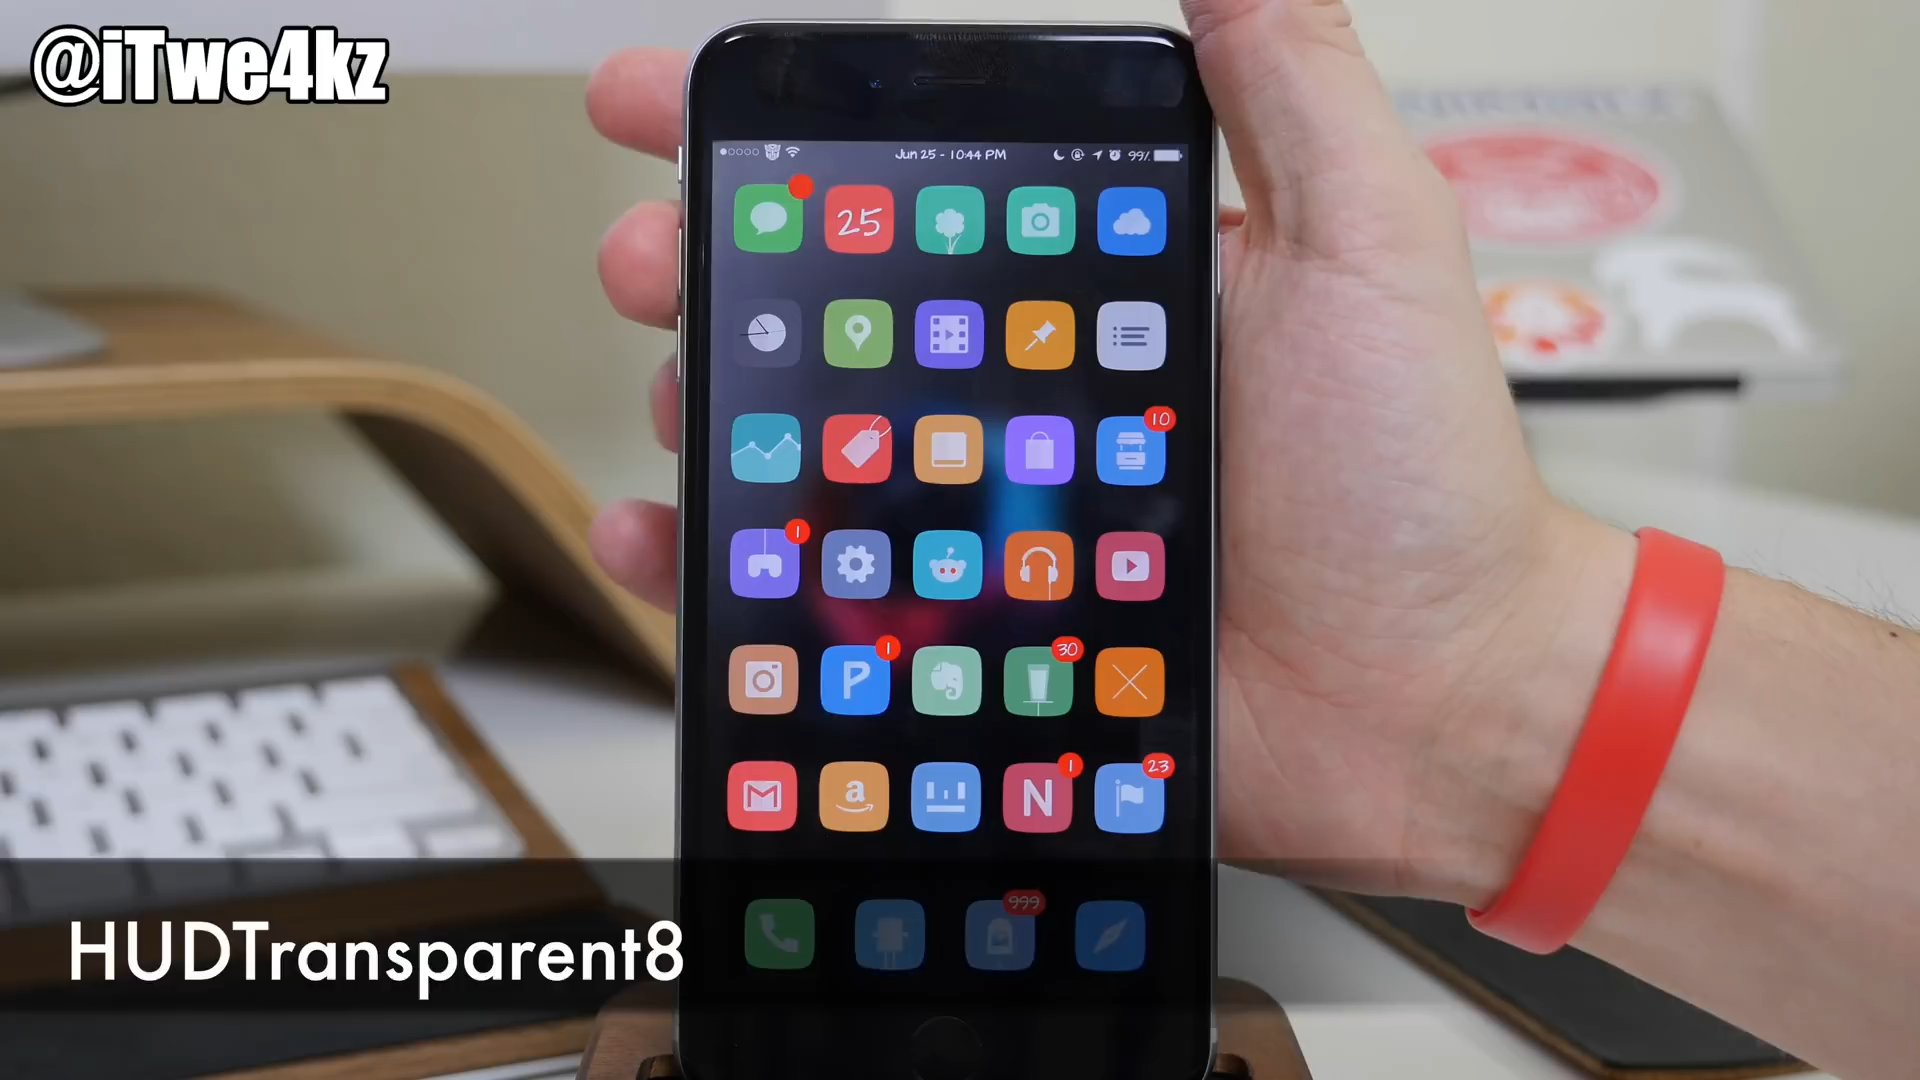 @iTwe4kz
Jun 25 - 10:44 PM
99%
25
10
1
1
P
30
M
a
N
1
23
999
HUDTransparent8